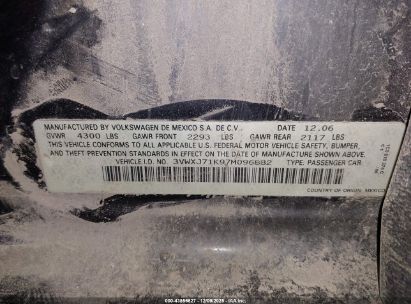 MANUFACTURED BY VOLKSWAGEN DE MEXICO S.A. DE C.V. DATE 12.06
GVWR 4300 LBS GAWR FRONT 2293 LBS GAWR REAR 2117 LBS
THIS VEHICLE CONFORMS TO ALL APPLICABLE U.S. FEDERAL MOTOR VEHICLE SAFETY, BUMPER,
AND THEFT PREVENTION STANDARDS IN EFFECT ON THE DATE OF MANUFACTURE SHOWN ABOVE.
VEHICLE I.D. NO. 3VWXJ71K97M096682 TYPE: PASSENGER CAR
COUNTRY OF ORIGIN MEXICO